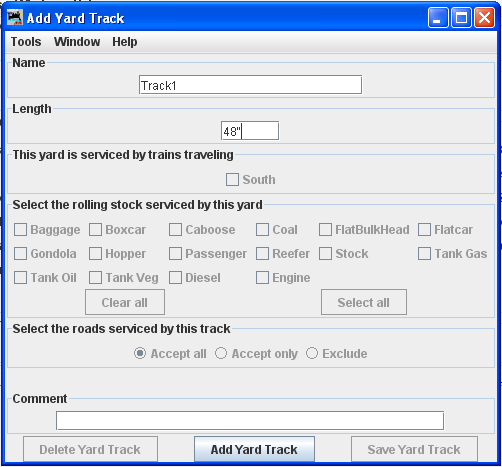 Add Yard Track
Tools Window Help
Name
Track1
Length
48"
This yard is serviced by trains traveling
South
Select the rolling stock serviced by this yard
Baggage Boxcar Caboose Coal FlatBulkHead Flatcar
Gondola Hopper Passenger Reefer Stock Tank Gas
Tank Oil Tank Veg Diesel Engine
Clear all Select all
Select the roads serviced by this track
Accept all Accept only Exclude
Comment
Delete Yard Track Add Yard Track Save Yard Track